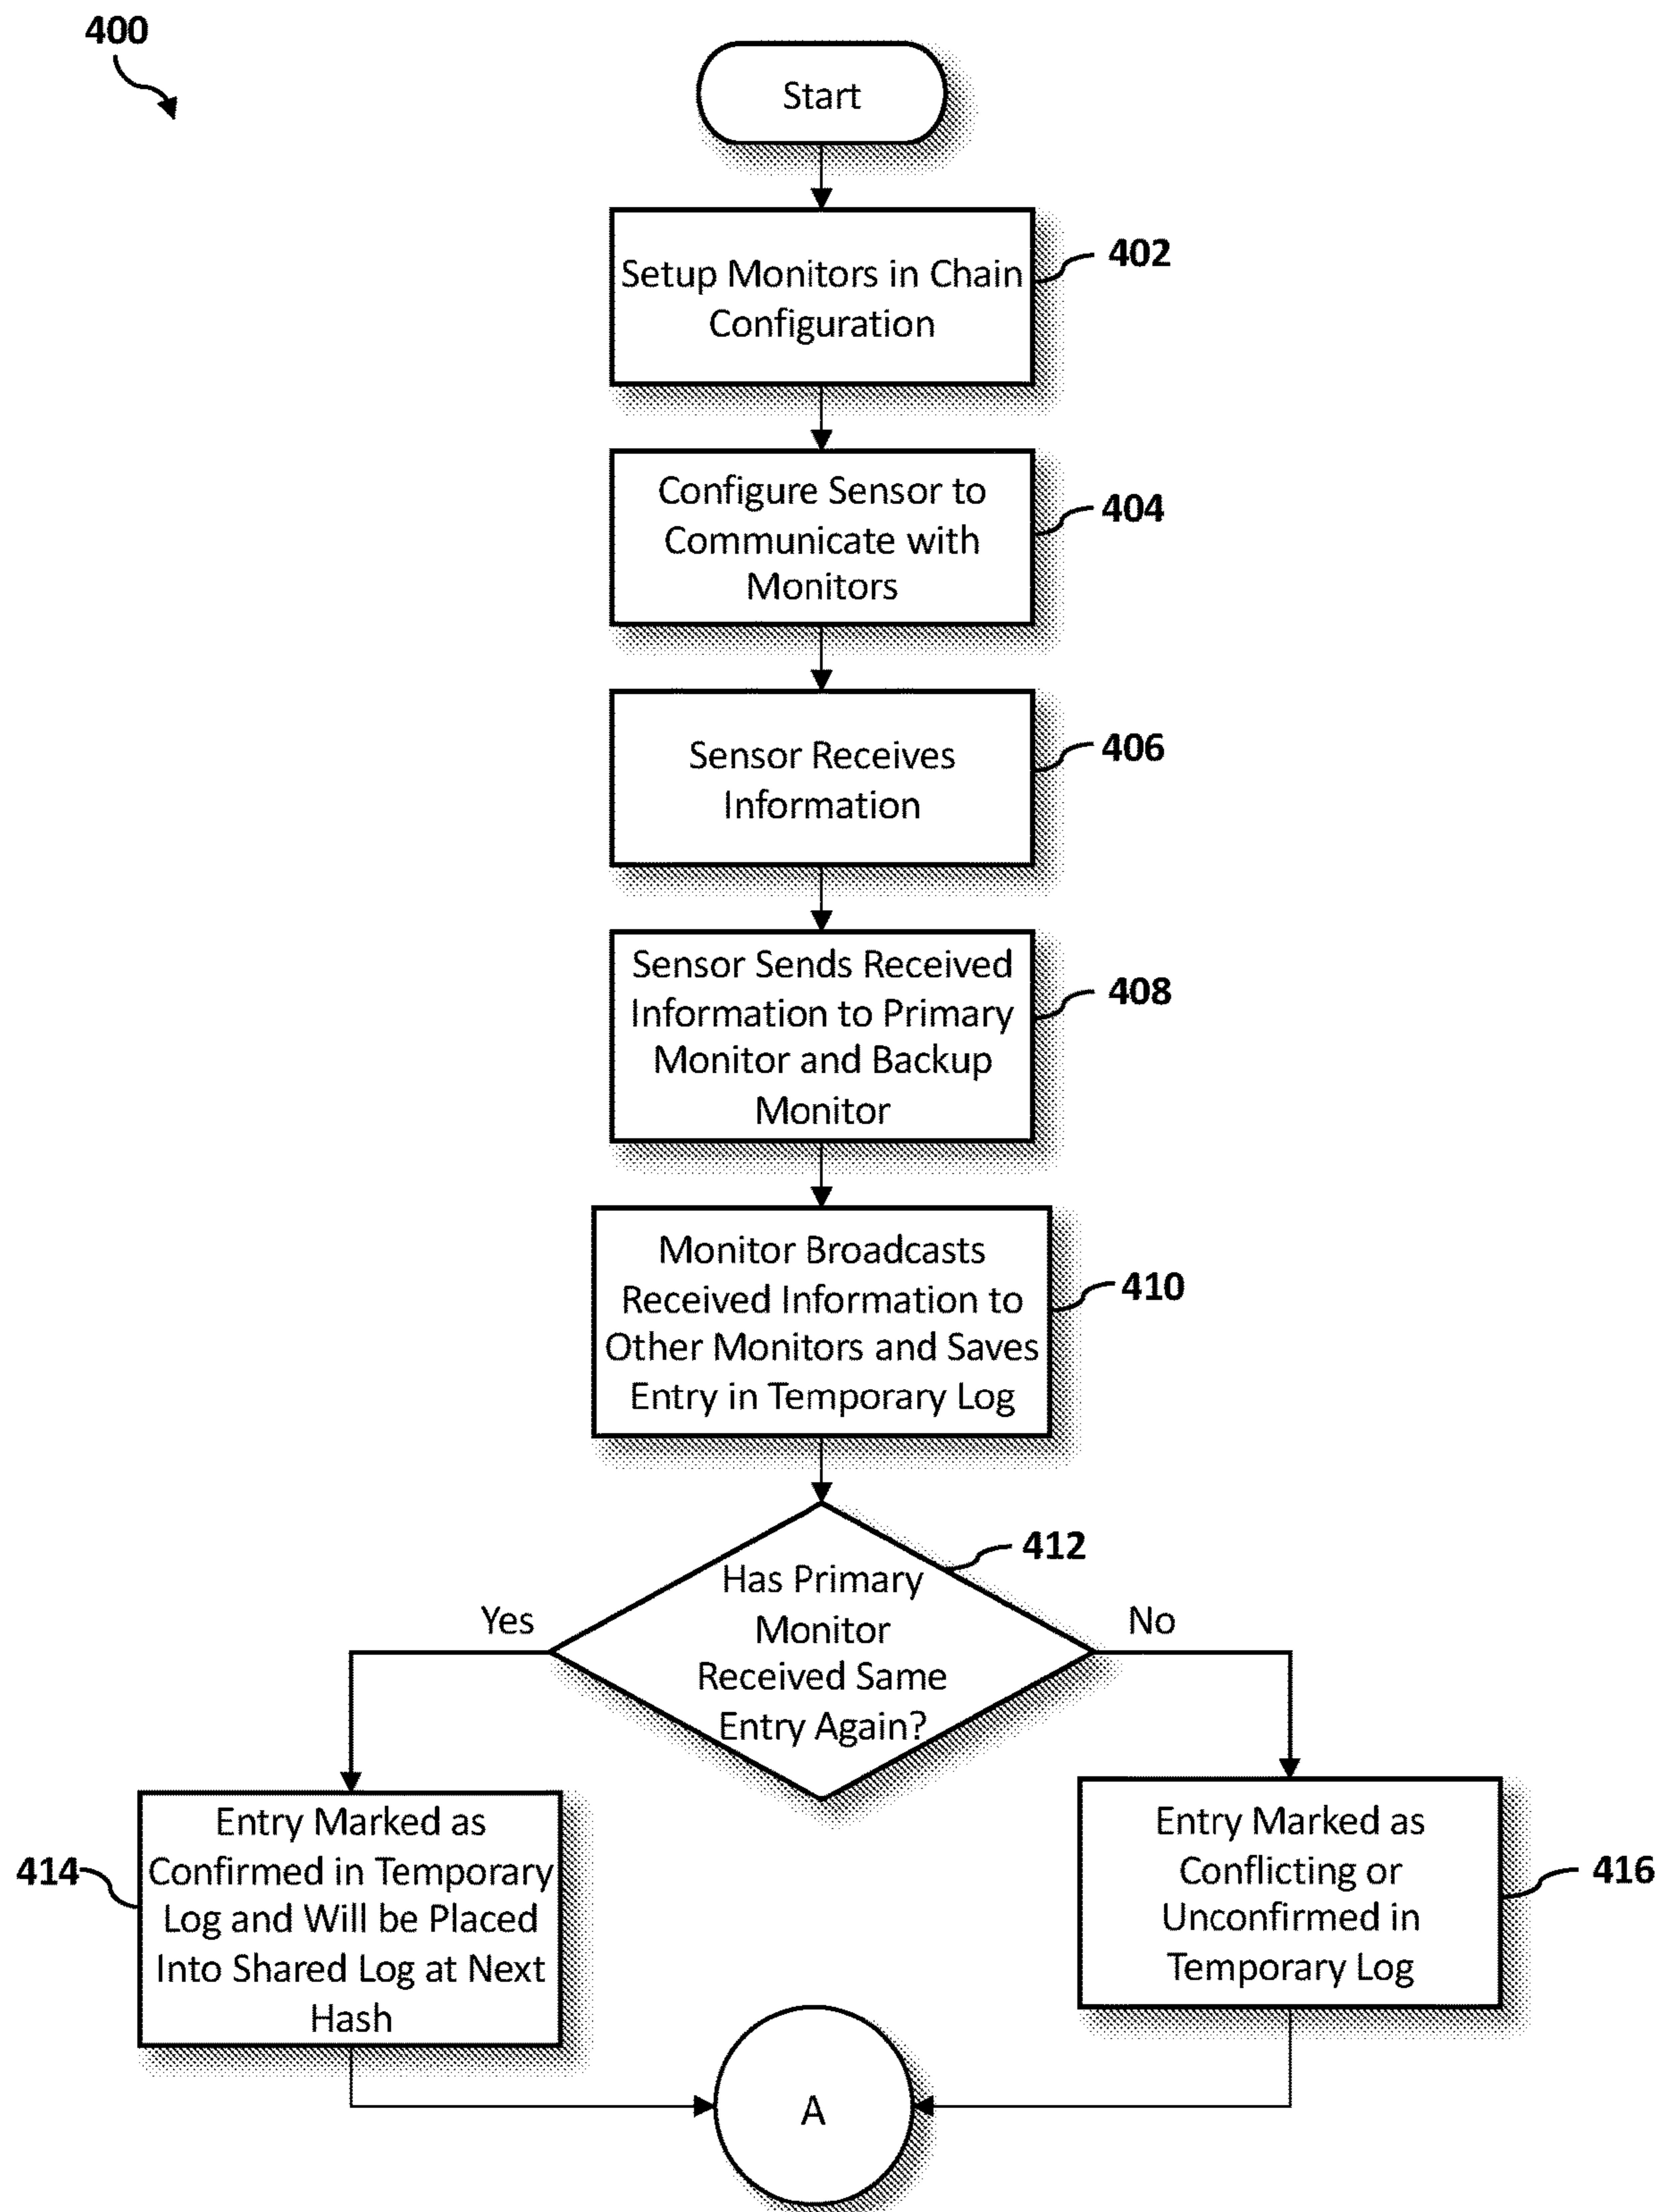 400
Start
Setup Monitors in Chain
Configuration
402
Configure Sensor to
Communicate with
Monitors
404
Sensor Receives
Information
406
Sensor Sends Received
Information to Primary
Monitor and Backup
Monitor
408
Monitor Broadcasts
Received Information to
Other Monitors and Saves
Entry in Temporary Log
410
Has Primary
Monitor
Received Same
Entry Again?
412
Yes
No
Entry Marked as
Confirmed in Temporary
Log and Will be Placed
Into Shared Log at Next
Hash
414
Entry Marked as
Conflicting or
Unconfirmed in
Temporary Log
416
A